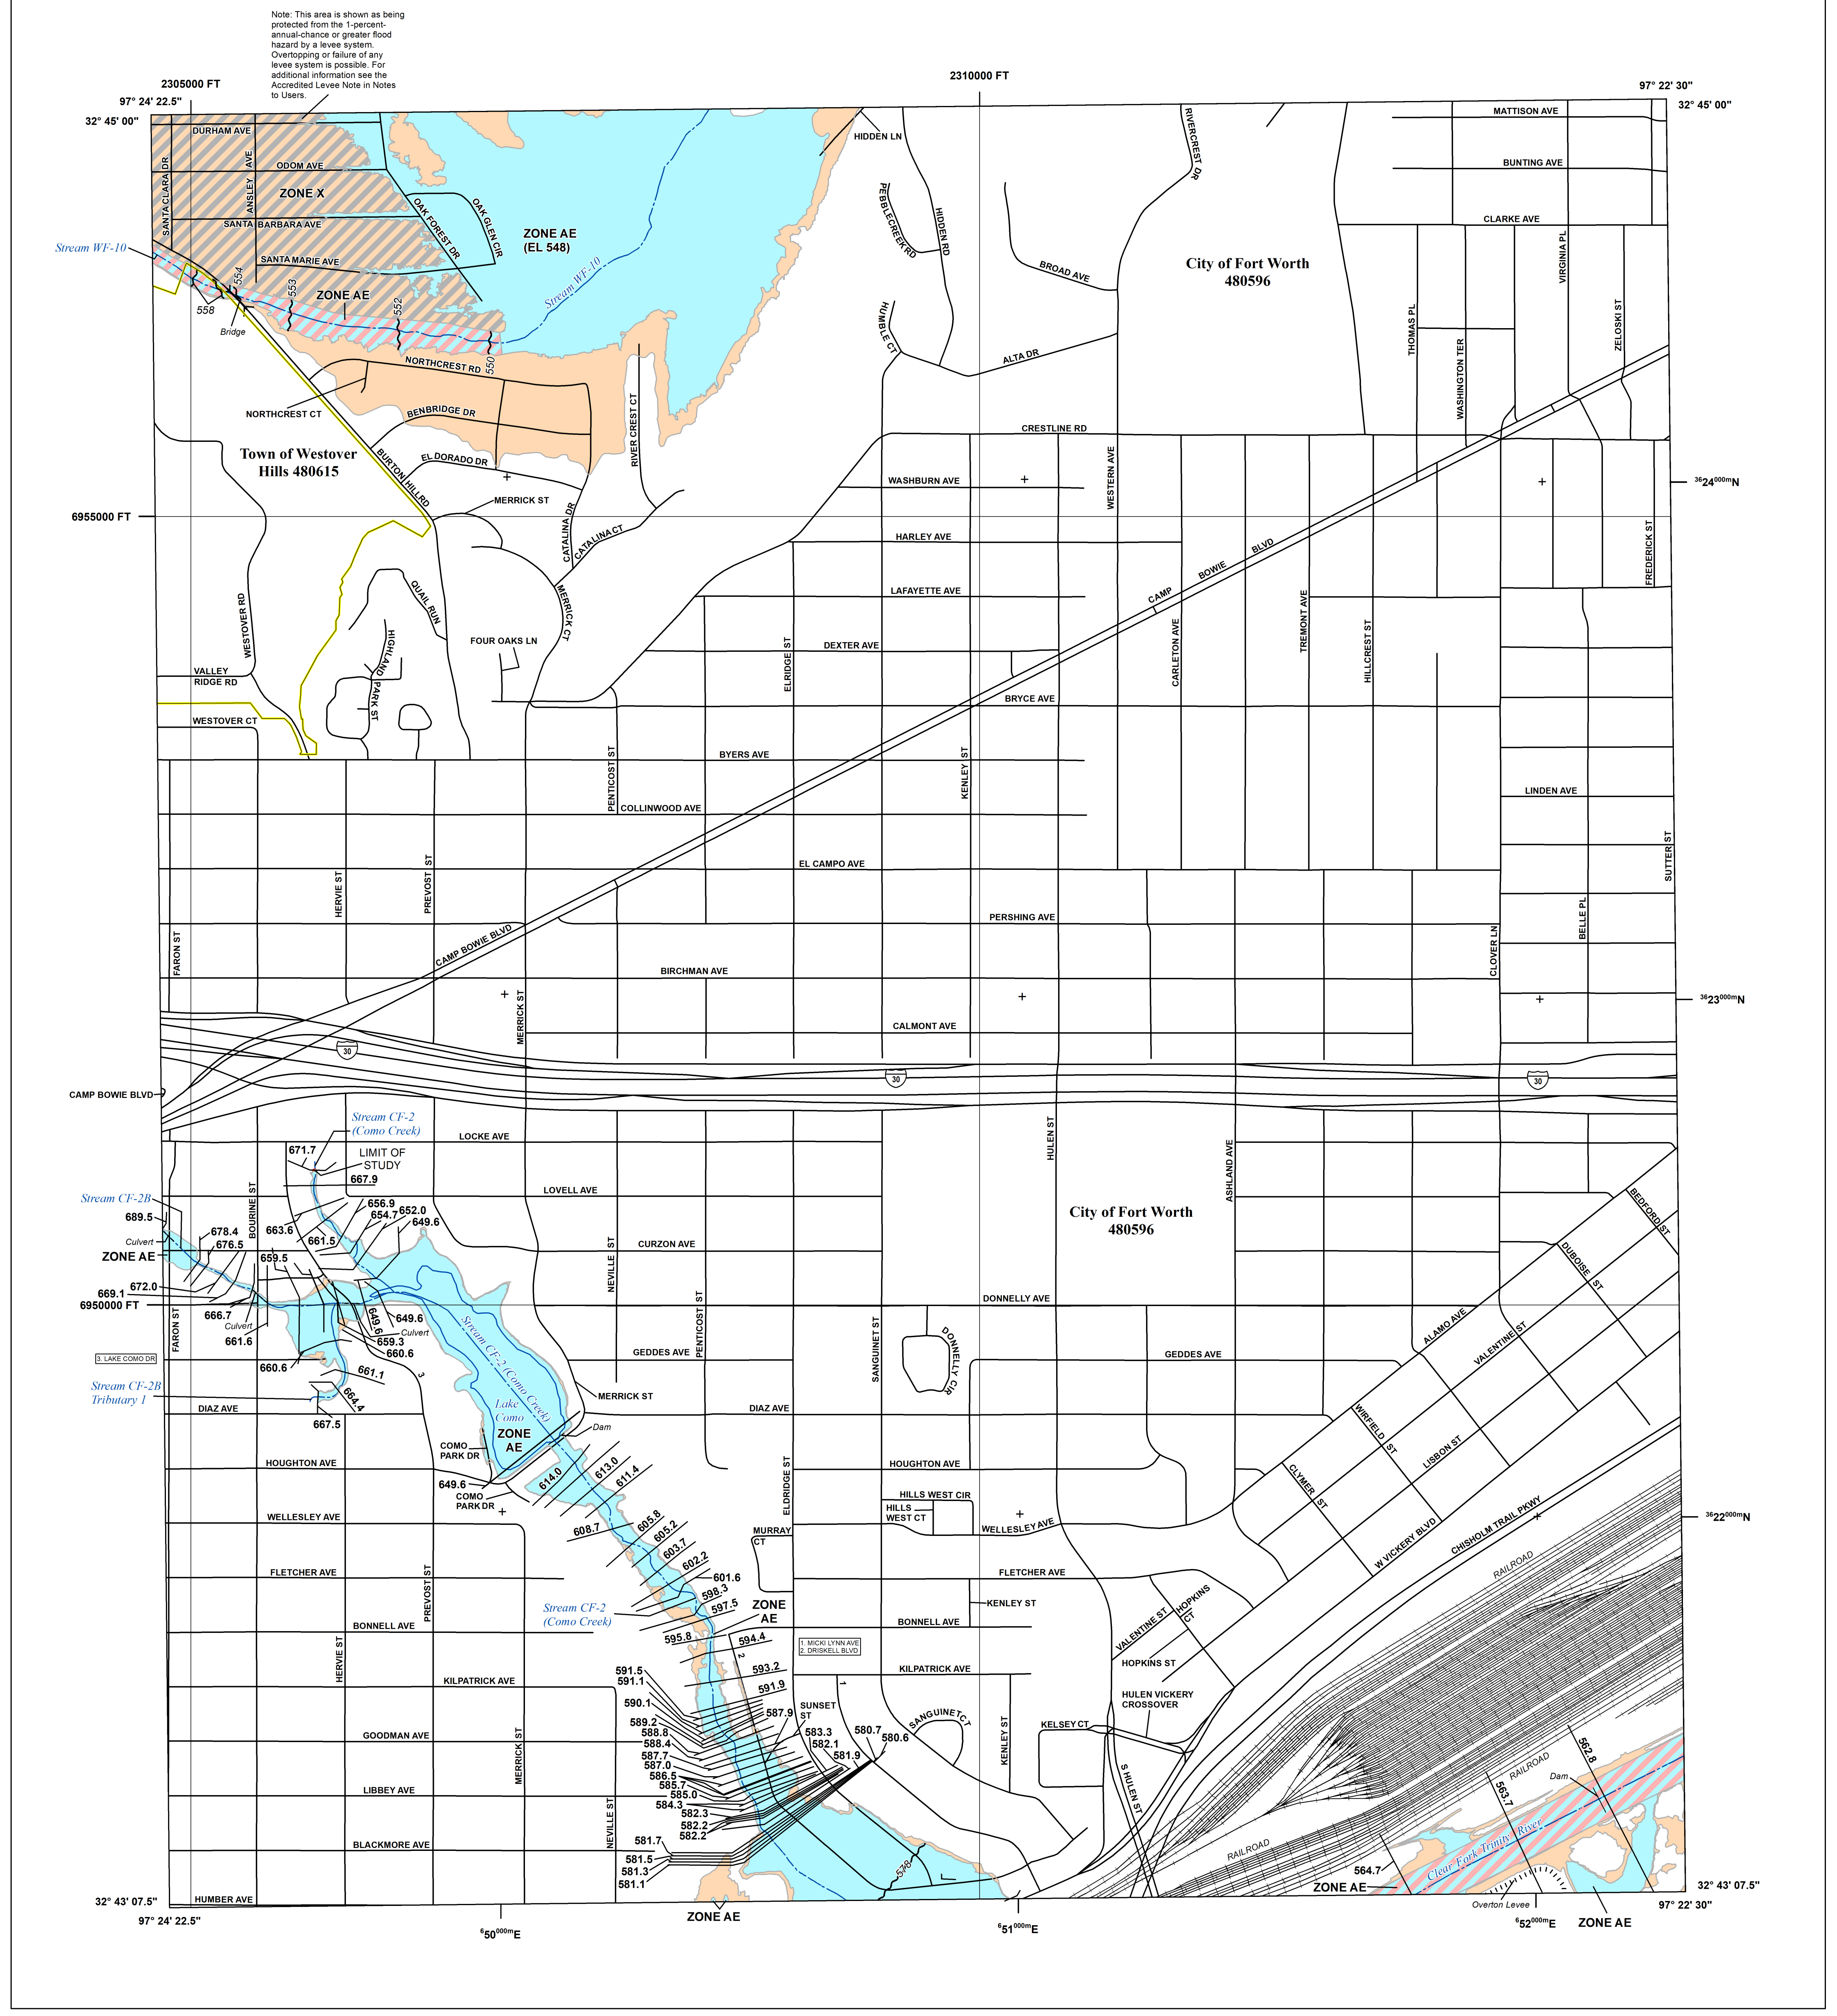 Note: This area is shown as being
protected from the 1-percent-
annual-chance or greater flood
hazard by a levee system.
Overtopping or failure of any
levee system is possible. For
additional information see the
Accredited Levee Note in Notes
to Users.
2305000 FT
2310000 FT
97° 24' 22.5"
97° 22' 30"
32° 45' 00"
32° 45' 00"
DURHAM AVE
MATTISON AVE
HIDDEN LN
RIVERCREST DR
ODOM AVE
BUNTING AVE
SANTA CLARA DR
ANSLEY AVE
ZONE X
PEBBLECREEK RD
HIDDEN RD
OAK FOREST DR
OAK GLEN CIR
SANTA BARBARA AVE
CLARKE AVE
ZONE AE
(EL 548)
Stream WF-10
SANTA MARIE AVE
Stream WF-10
BROAD AVE
City of Fort Worth
480596
VIRGINIA PL
554
553
552
550
558
ZONE AE
Bridge
HUMBLE CT
ALTA DR
THOMAS PL
WASHINGTON TER
ZELOSKI ST
NORTHCREST RD
NORTHCREST CT
BENBRIDGE DR
RIVER CREST CT
CRESTLINE RD
Town of Westover
Hills 480615
BURTON HILL RD
EL DORADO DR
WESTERN AVE
WASHBURN AVE
3624000mN
MERRICK ST
6955000 FT
CATALINA DR
CATALINA CT
HARLEY AVE
CAMP BOWIE BLVD
FREDERICK ST
QUAIL RUN
MERRICK CT
LAFAYETTE AVE
WESTOVER RD
HIGHLAND PARK ST
FOUR OAKS LN
ELRIDGE ST
DEXTER AVE
CARLETON AVE
TREMONT AVE
HILLCREST ST
VALLEY
RIDGE RD
BRYCE AVE
WESTOVER CT
PENTICOST ST
BYERS AVE
KENLEY ST
COLLINWOOD AVE
LINDEN AVE
SUTTER ST
EL CAMPO AVE
HERVIE ST
PREVOST ST
PERSHING AVE
BELLE PL
FARON ST
CAMP BOWIE BLVD
CLOVER LN
BIRCHMAN AVE
MERRICK ST
3623000mN
CALMONT AVE
30
30
30
CAMP BOWIE BLVD
Stream CF-2
(Como Creek)
LOCKE AVE
HULEN ST
ASHLAND AVE
671.7
LIMIT OF
STUDY
667.9
LOVELL AVE
Stream CF-2B
BOURINE ST
656.9
654.7
652.0
649.6
689.5
678.4
663.6
661.5
676.5
659.5
Culvert
ZONE AE
City of Fort Worth
480596
BEDFORD ST
CURZON AVE
NEVILLE ST
DUBOISE ST
672.0
669.1
6950000 FT
DONNELLY AVE
666.7
Culvert
661.6
649.6
649.6
Culvert
659.3
660.6
660.6
FARON ST
PENTICOST ST
SANGUINET ST
DONNELLY CIR
ALAMO AVE
VALENTINE ST
3. LAKE COMO DR
GEDDES AVE
GEDDES AVE
661.1
3
Stream CF-2 (Como Creek)
Stream CF-2B
Tributary 1
664.4
667.5
MERRICK ST
DIAZ AVE
DIAZ AVE
Lake
Como
ZONE
AE
Dam
WIRFIELD ST
LISBON ST
COMO
PARK DR
HOUGHTON AVE
HOUGHTON AVE
CLYMER ST
649.6
COMO
PARK DR
614.0
613.0
611.4
ELDRIDGE ST
HILLS WEST CIR
HILLS
WEST CT
3622000mN
WELLESLEY AVE
WELLESLEY AVE
CHISHOLM TRAIL PKWY
W VICKERY BLVD
608.7
605.8
605.2
603.7
602.2
601.6
598.3
597.5
MURRAY
CT
RAILROAD
FLETCHER AVE
FLETCHER AVE
PREVOST ST
Stream CF-2
(Como Creek)
ZONE
AE
KENLEY ST
VALENTINE ST
HOPKINS
CT
BONNELL AVE
BONNELL AVE
595.8
594.4
2
1. MICKI LYNN AVE
2. DRISKELL BLVD
HERVIE ST
HOPKINS ST
KILPATRICK AVE
KILPATRICK AVE
591.5
591.1
593.2
591.9
1
590.1
589.2
588.8
588.4
587.7
587.0
586.5
585.7
585.0
584.3
582.3
582.2
582.2
587.9
SUNSET
ST
583.3
582.1
581.9
580.7
580.6
SANGUINET CT
HULEN VICKERY
CROSSOVER
KELSEY CT
KENLEY ST
GOODMAN AVE
MERRICK ST
LIBBEY AVE
S HULEN ST
562.8
563.7
RAILROAD
Dam
NEVILLE ST
BLACKMORE AVE
581.7
581.5
581.3
581.1
578
RAILROAD
564.7
Clear Fork Trinity River
ZONE AE
Overton Levee
ZONE AE
ZONE AE
HUMBER AVE
32° 43' 07.5"
32° 43' 07.5"
97° 24' 22.5"
97° 22' 30"
650000mE
651000mE
652000mE